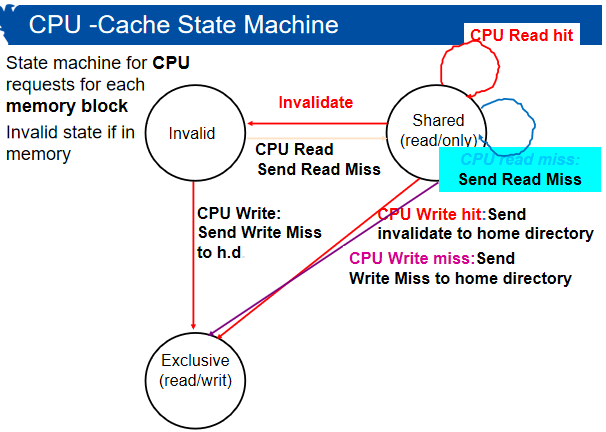 CPU -Cache State Machine
CPU Read hit
State machine for CPU
requests for each
memory block
Invalid state if in
memory
Invalidate
Invalid
Shared
(read/only)
CPU Read
Send Read Miss
CPU read miss:
Send Read Miss
CPU Write:
Send Write Miss
to h.d
CPU Write hit:Send
invalidate to home directory
CPU Write miss:Send
Write Miss to home directory
Exclusive
(read/writ)